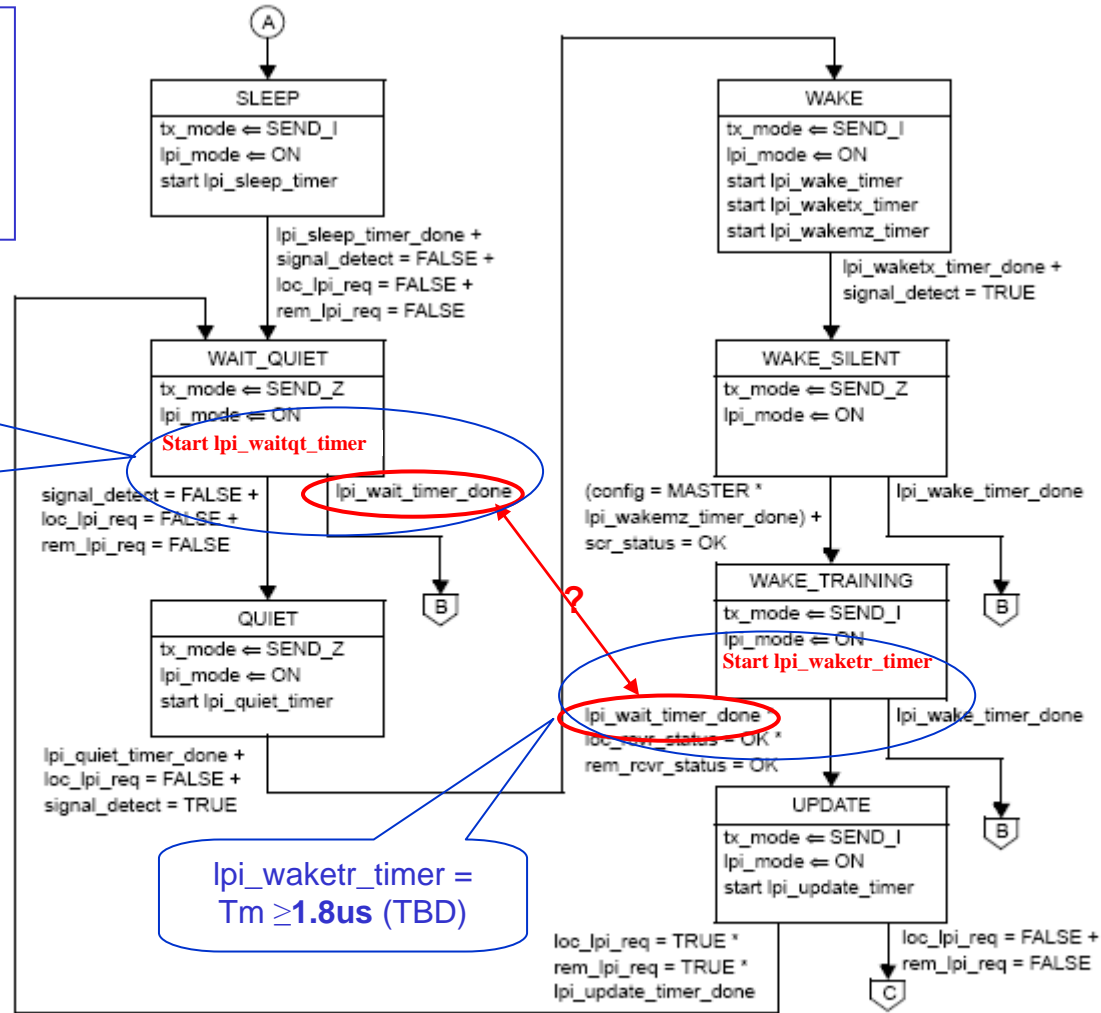 A
SLEEP
tx_mode ⇐ SEND_I
lpi_mode ⇐ ON
start lpi_sleep_timer
lpi_sleep_timer_done +
signal_detect = FALSE +
loc_lpi_req = FALSE +
rem_lpi_req = FALSE
WAIT_QUIET
tx_mode ⇐ SEND_Z
lpi_mode ⇐ ON
Start lpi_waitqt_timer
signal_detect = FALSE +
loc_lpi_req = FALSE +
rem_lpi_req = FALSE
lpi_wait_timer_done
B
QUIET
tx_mode ⇐ SEND_Z
lpi_mode ⇐ ON
start lpi_quiet_timer
lpi_quiet_timer_done +
loc_lpi_req = FALSE +
signal_detect = TRUE
?
lpi_waketr_timer =
Tm ≥1.8us (TBD)
WAKE
tx_mode ⇐ SEND_I
lpi_mode ⇐ ON
start lpi_wake_timer
start lpi_waketx_timer
start lpi_wakemz_timer
lpi_waketx_timer_done +
signal_detect = TRUE
WAKE_SILENT
tx_mode ⇐ SEND_Z
lpi_mode ⇐ ON
(config = MASTER *
lpi_wakemz_timer_done) +
scr_status = OK
lpi_wake_timer_done
B
WAKE_TRAINING
tx_mode ⇐ SEND_I
lpi_mode ⇐ ON
Start lpi_waketr_timer
lpi_wait_timer_done *
loc_rcvr_status = OK *
rem_rcvr_status = OK
lpi_wake_timer_done
B
UPDATE
tx_mode ⇐ SEND_I
lpi_mode ⇐ ON
start lpi_update_timer
loc_lpi_req = TRUE *
rem_lpi_req = TRUE *
lpi_update_timer_done
loc_lpi_req = FALSE +
rem_lpi_req = FALSE
C